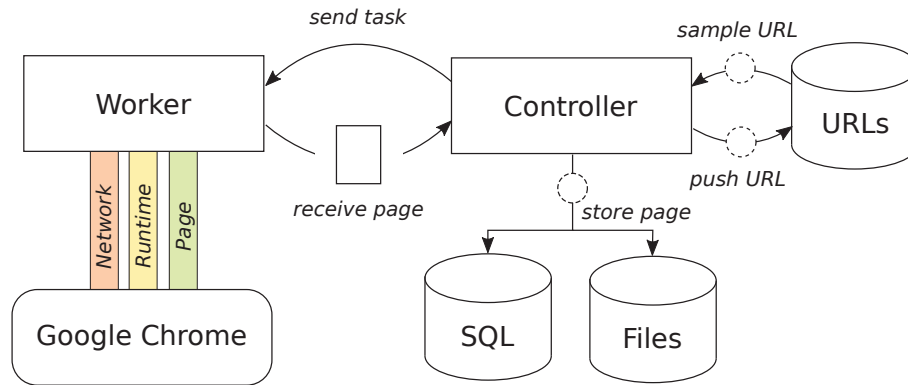 send task
sample URL
Worker
Controller
URLs
receive page
push URL
Network
Runtime
Page
store page
Google Chrome
SQL
Files